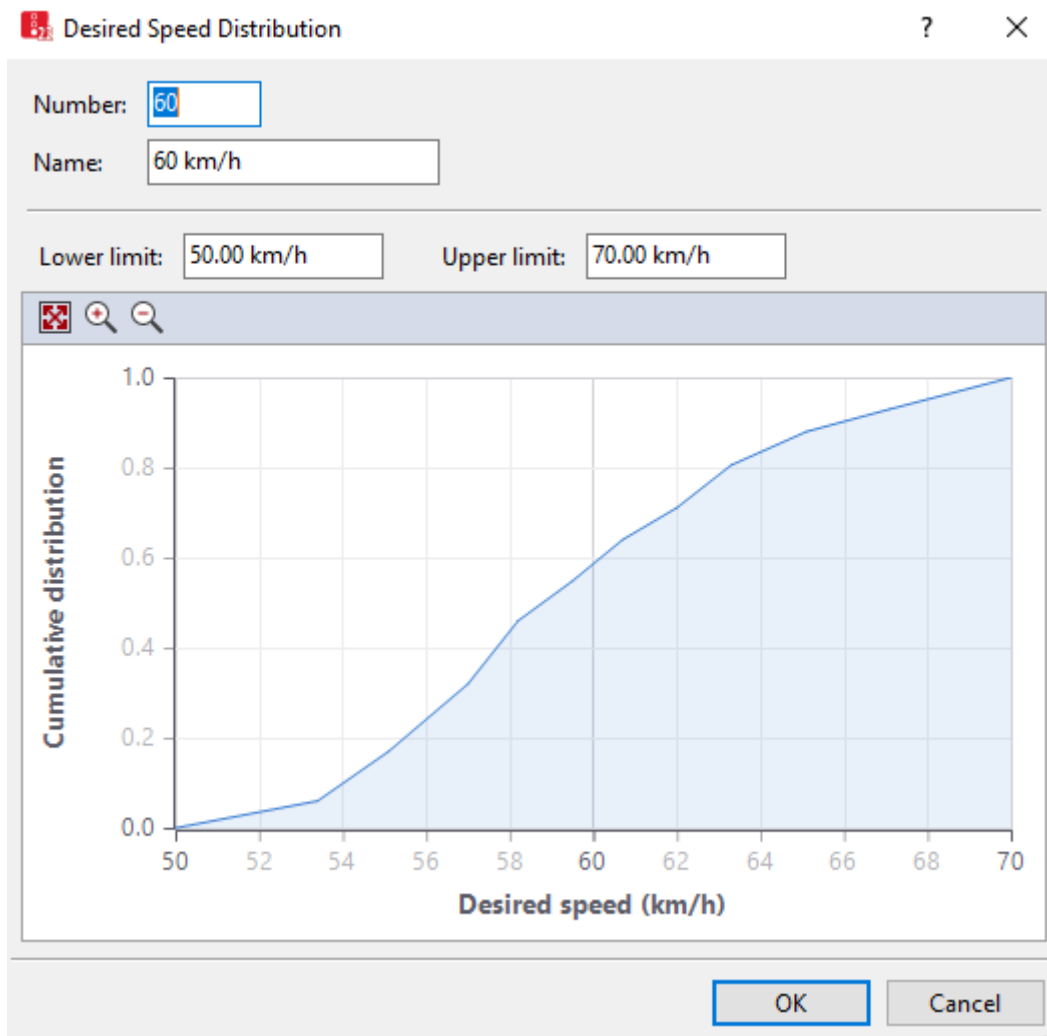 Desired Speed Distribution ? ×
Number: 60
Name: 60 km/h
Lower limit: 50.00 km/h Upper limit: 70.00 km/h
1.0
0.8
0.6
0.4
0.2
0.0
Cumulative distribution
50 52 54 56 58 60 62 64 66 68 70
Desired speed (km/h)
OK Cancel